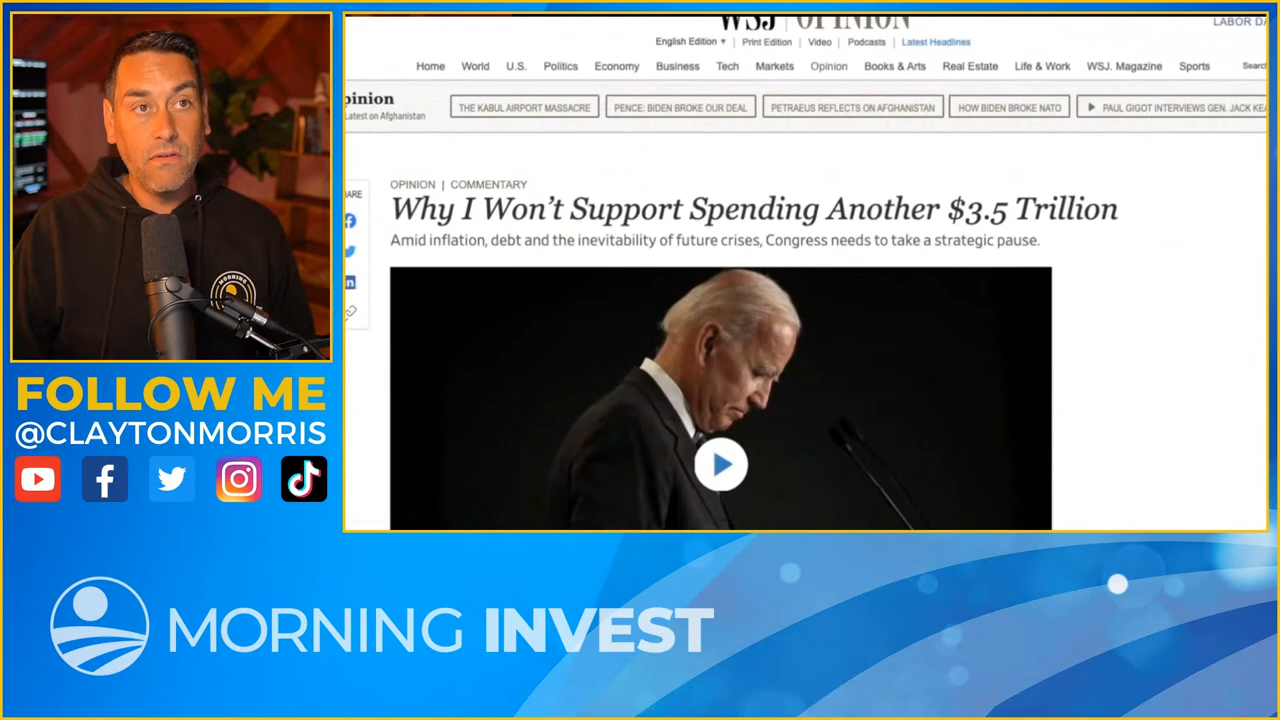 FOLLOW ME
@CLAYTONMORRIS
MORNING
WSJ | OPINION
LABOR DA
English Edition | Print Edition | Video | Podcasts | Latest Headlines
Home World U.S. Politics Economy Business Tech Markets Opinion Books & Arts Real Estate Life & Work WSJ. Magazine Sports Searc
pinion
Latest on Afghanistan
THE KABUL AIRPORT MASSACRE PENCE: BIDEN BROKE OUR DEAL PETRAEUS REFLECTS ON AFGHANISTAN HOW BIDEN BROKE NATO PAUL GIGOT INTERVIEWS GEN. JACK KEA
ARE
OPINION | COMMENTARY
Why I Won’t Support Spending Another $3.5 Trillion
Amid inflation, debt and the inevitability of future crises, Congress needs to take a strategic pause.
MORNING INVEST